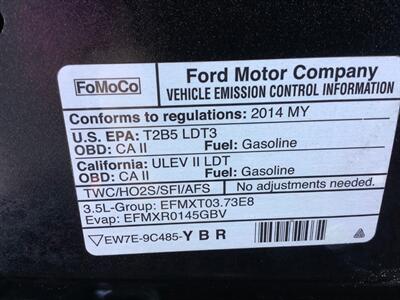 FoMoCo
Ford Motor Company
VEHICLE EMISSION CONTROL INFORMATION
Conforms to regulations: 2014 MY
U.S. EPA: T2B5 LDT3
OBD: CA II Fuel: Gasoline
California: ULEV II LDT
OBD: CA II Fuel: Gasoline
TWC/HO2S/SFI/AFS No adjustments needed.
3.5L-Group: EFMXT03.73E8
Evap: EFMXR0145GBV
EW7E-9C485-YBR